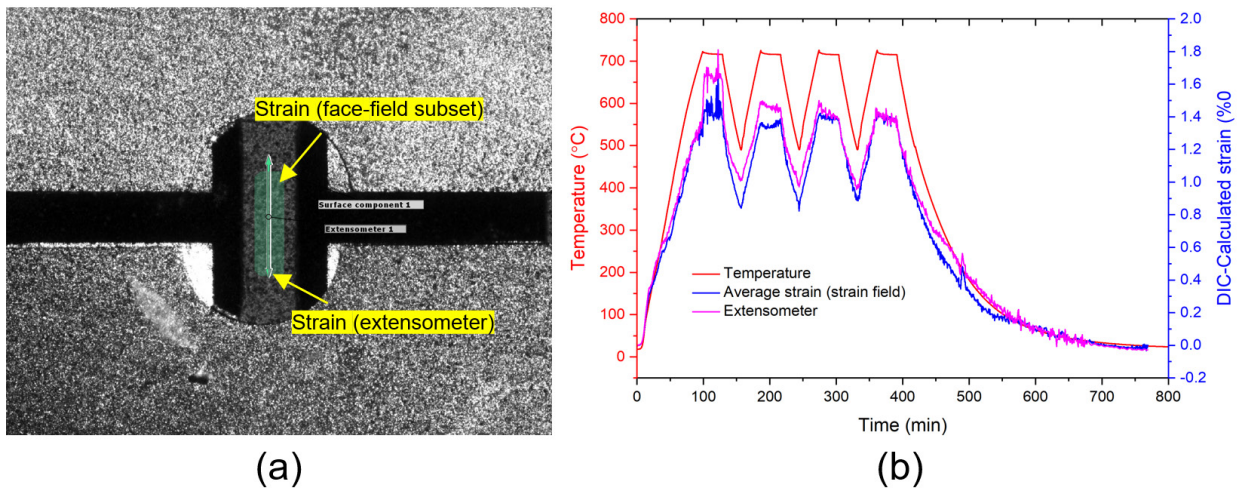 Strain (face-field subset)
Surface component 1
Extensometer 1
Strain (extensometer)
(a)
800
700
600
500
400
300
200
100
0
Temperature (°C)
2.0
1.8
1.6
1.4
1.2
1.0
0.8
0.6
0.4
0.2
0.0
-0.2
DIC-Calculated strain (%0
Temperature
Average strain (strain field)
Extensometer
0 100 200 300 400 500 600 700 800
Time (min)
(b)